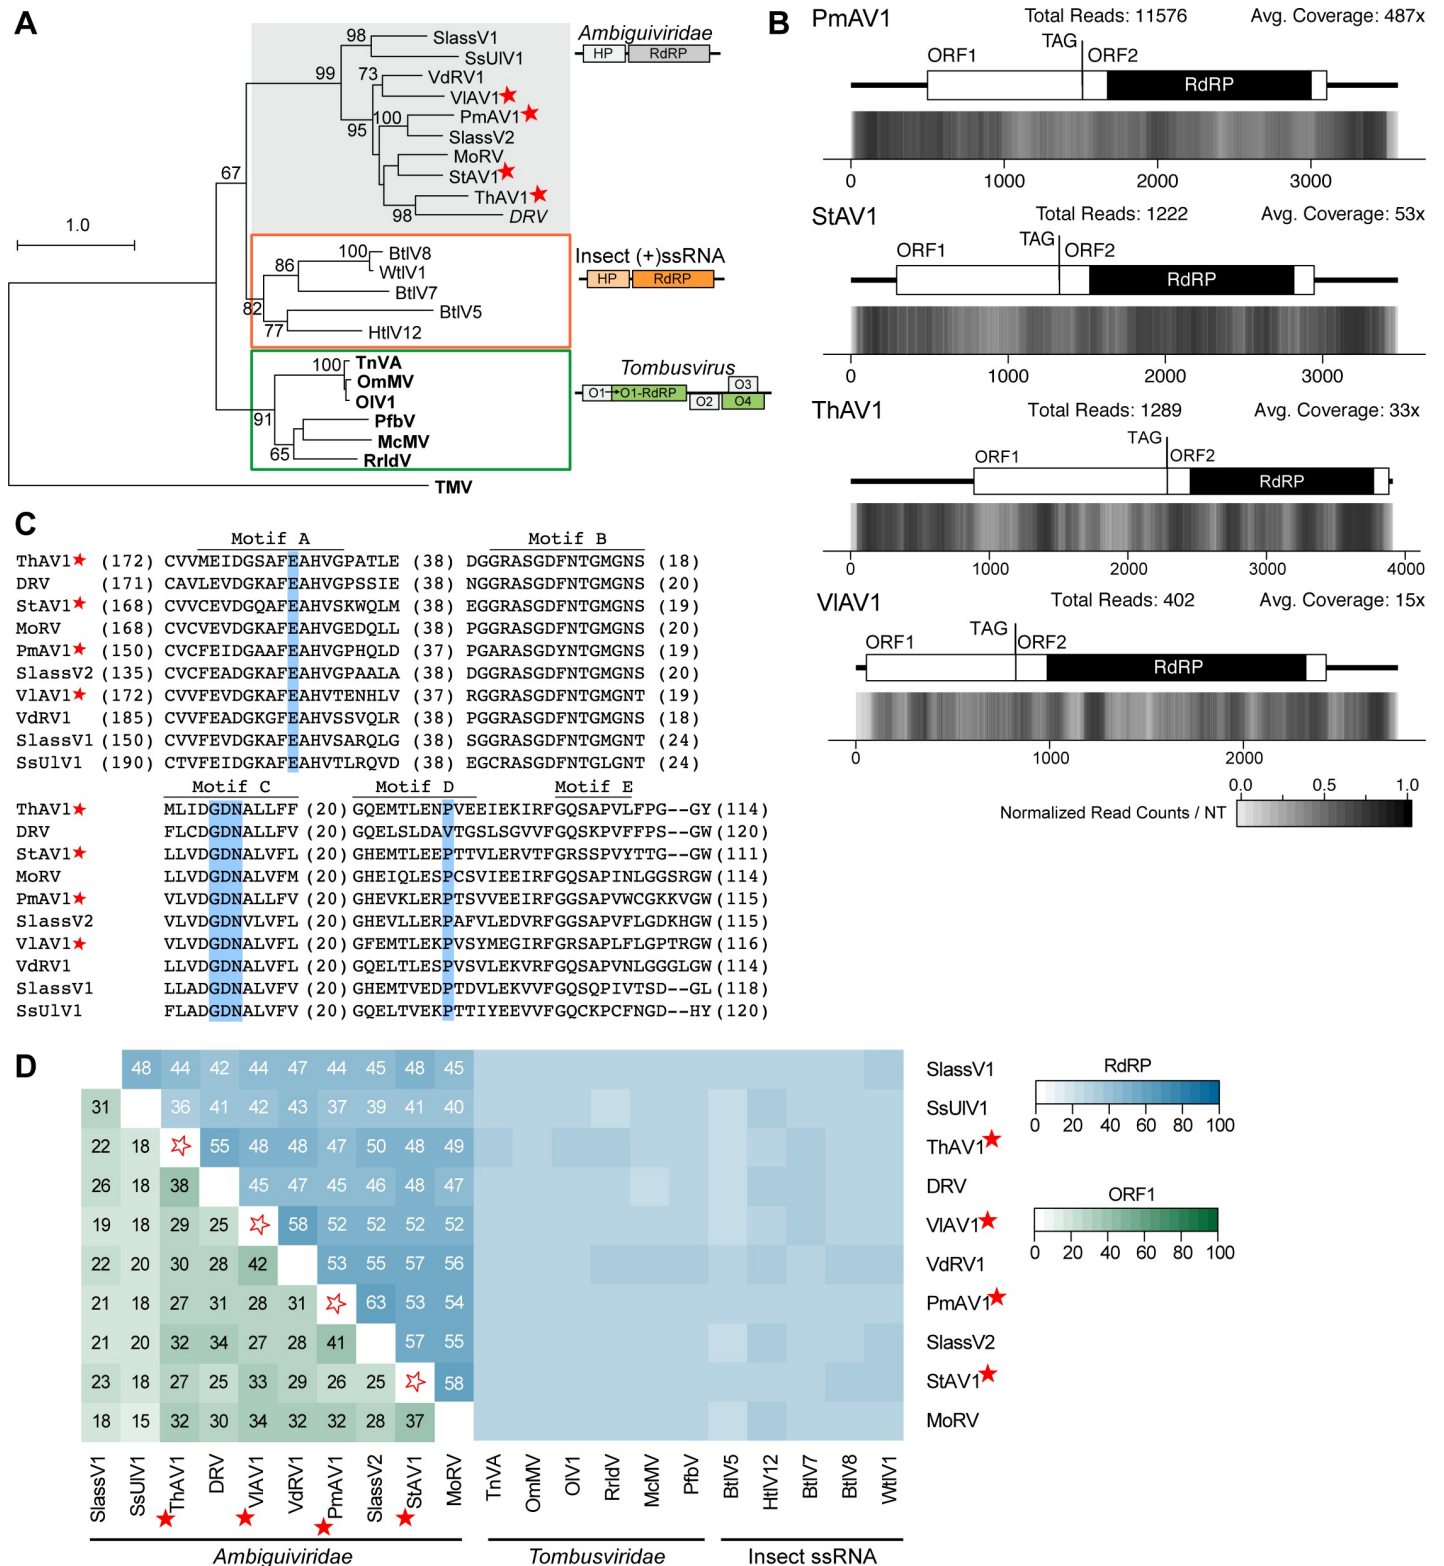 A
98
SlassV1
SsUlV1
99
73
VdRV1
VlAV1
100
PmAV1
95
SlassV2
MoRV
StAV1
ThAV1
98
DRV
67
1.0
Ambiguiviridae
HP RdRP
100
BtIV8
86
WtIV1
BtIV7
82
BtIV5
77
HtIV12
Insect (+)ssRNA
HP RdRP
100
TnVA
OmMV
OlV1
91
PfbV
McMV
65
RrldV
TMV
Tombusvirus
O1 O1-RdRP O2 O3 O4
B
PmAV1 Total Reads: 11576 Avg. Coverage: 487x
TAG
ORF1 ORF2
RdRP
0 1000 2000 3000
StAV1 Total Reads: 1222 Avg. Coverage: 53x
TAG
ORF1 ORF2
RdRP
0 1000 2000 3000
ThAV1 Total Reads: 1289 Avg. Coverage: 33x
TAG
ORF1 ORF2
RdRP
0 1000 2000 3000 4000
VlAV1 Total Reads: 402 Avg. Coverage: 15x
TAG
ORF1 ORF2
RdRP
0 1000 2000
Normalized Read Counts / NT 0.0 1.0
C
Motif A Motif B
ThAV1 (172) CVVMEIDGSAFEAHVGPATLE (38) DGGRASGDFNTGMGNS (18)
DRV (171) CAVLEVDGKAFEAHVGPSSIE (38) NGGRASGDFNTGMGNS (20)
StAV1 (168) CVVCEVDGQAFEAHVSKWQLM (38) EGGRASGDFNTGMGNS (19)
MoRV (168) CVCVEVDGKAFEAHVGEDQLL (38) PGGRASGDFNTGMGNS (20)
PmAV1 (150) CVCFEIDGAAFEAHVGPHQLD (37) PGARASGDYNTGMGNS (19)
SlassV2 (135) CVCFEADGKAFEAHVGPAALA (38) DGGRASGDFNTGMGNS (20)
VlAV1 (172) CVVFEVDGKAFEAHVTENHLV (37) RGGRASGDFNTGMGNT (19)
VdRV1 (185) CVVFEADGKGFEAHVSSVQLR (38) PGGRASGDFNTGMGNS (18)
SlassV1 (150) CVVFEVDGKAFEAHVSARQLG (38) SGGRASGDFNTGMGNT (24)
SsUlV1 (190) CTVFEIDGKAFEAHVTLRQVD (38) EGCRASGDFNTGLGNT (24)
Motif C Motif D Motif E
ThAV1 MLIDGDNALLFF (20) GQEMTLENPVEEIEKIRFGQSAPVLFPG--GY (114)
DRV FLCDGDNALLFV (20) GQELSLDAVTGSLSGVVFGQSKPVFFPS--GW (120)
StAV1 LLVDGDNALVFL (20) GHEMTLEEPTTVLERVTFGRSSPVYTTG--GW (111)
MoRV LLVDGDNALVFM (20) GHEIQLESPCSVIEEIRFGQSAPINLGGSRGW (114)
PmAV1 VLVDGDNALLFV (20) GHEVKLERPTSVVEEIRFGQSAPVWCGKKVGW (115)
SlassV2 VLVDGDNVLVFL (20) GHEVLLERPAFVLEDVRFGGSAPVFLGDKHGW (115)
VlAV1 VLVDGDNALVFL (20) GFEMTLEKPVSYMEGIRFGRSAPLFLGPTRGW (116)
VdRV1 LLVDGDNALVFL (20) GQELTLESPVSVLEKVRFGQSAPVNLGGGLGW (114)
SlassV1 LLADGDNALVFV (20) GHEMTVEDPTDVLEKVVFGQSQPIVTSD--GL (118)
SsUlV1 FLADGDNALVFV (20) GQELTVEKPTTIYEEVVFGQCKPCFNGD--HY (120)
D
48 44 42 44 47 44 45 48 45 SlassV1
31 36 41 42 43 37 39 41 40 SsUlV1
22 18 55 48 48 47 50 48 49 ThAV1
26 18 38 45 47 45 46 48 47 DRV
19 18 29 25 58 52 52 52 52 VlAV1
22 20 30 28 42 53 55 57 56 VdRV1
21 18 27 31 28 31 63 53 54 PmAV1
21 20 32 34 27 28 41 57 55 SlassV2
23 18 27 25 33 29 26 25 58 StAV1
18 15 32 30 34 32 32 28 37 MoRV
SlassV1 SsUlV1 ThAV1 DRV VlAV1 VdRV1 PmAV1 SlassV2 StAV1 MoRV TnVA OmMV OlV1 RrldV McMV PfbV BtIV5 HtIV12 BtIV7 BtIV8 WtIV1
Ambiguiviridae Tombusviridae Insect ssRNA
RdRP
0 20 40 60 80 100
ORF1
0 20 40 60 80 100